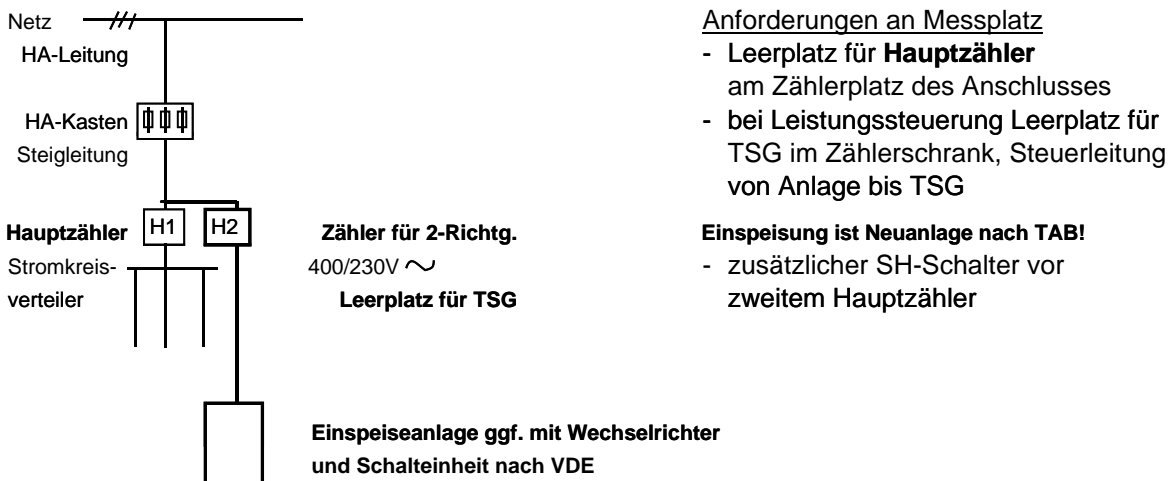 Netz
HA-Leitung
HA-Kasten
Steigleitung
Hauptzähler
H1
H2
Zähler für 2-Richtg.
Stromkreis-
verteiler
400/230V
Leerplatz für TSG
Einspeiseanlage ggf. mit Wechselrichter
und Schalteinheit nach VDE
Anforderungen an Messplatz
- Leerplatz für Hauptzähler
am Zählerplatz des Anschlusses
- bei Leistungssteuerung Leerplatz für
TSG im Zählerschrank, Steuerleitung
von Anlage bis TSG
Einspeisung ist Neuanlage nach TAB!
- zusätzlicher SH-Schalter vor
zweitem Hauptzähler